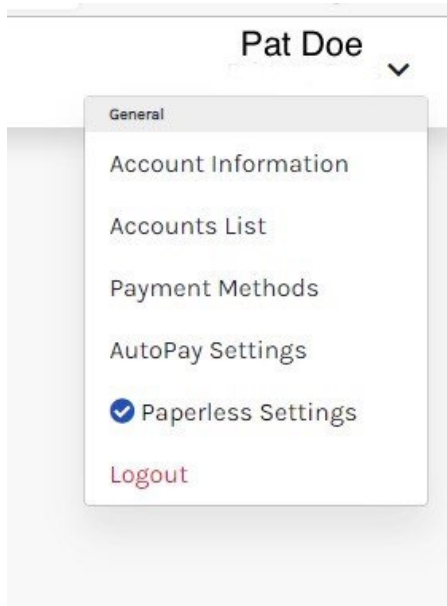 Pat Doe
General
Account Information
Accounts List
Payment Methods
AutoPay Settings
Paperless Settings
Logout